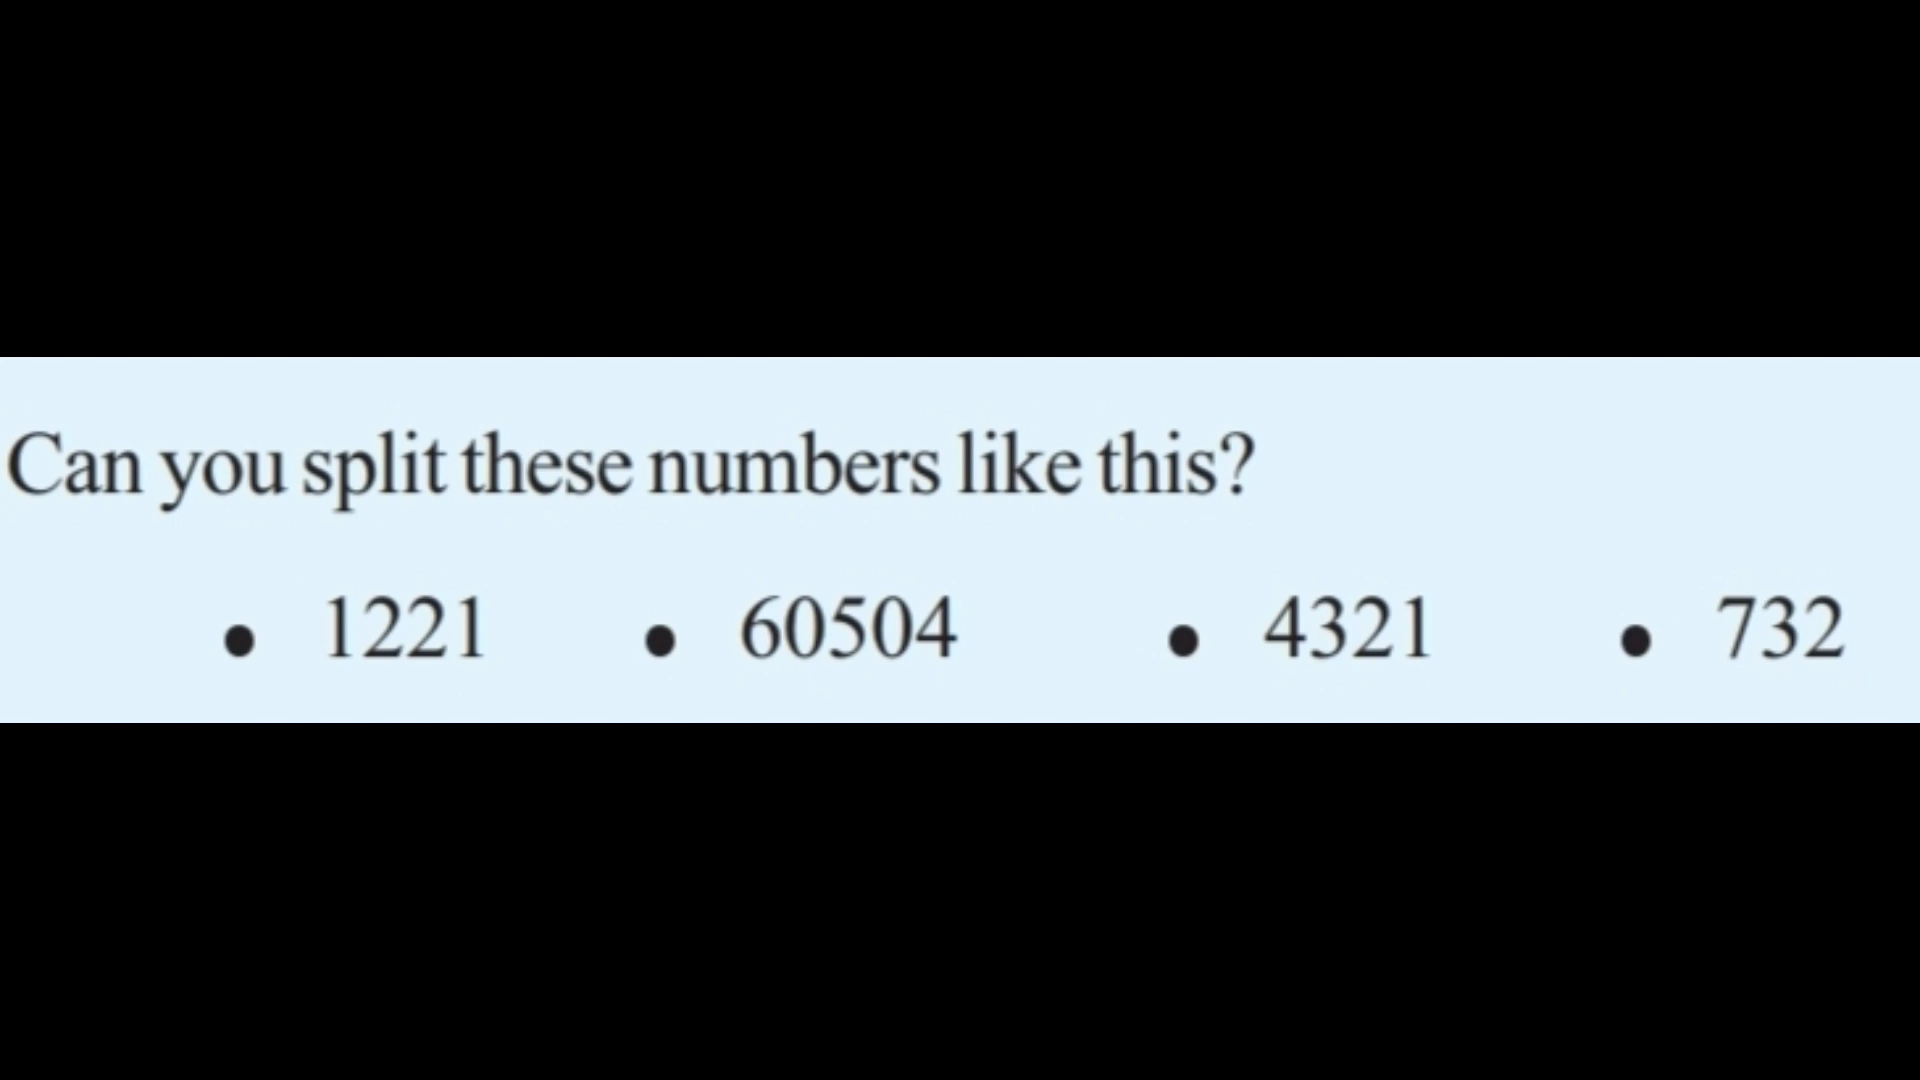 Can you split these numbers like this?
• 1221 • 60504 • 4321 • 732